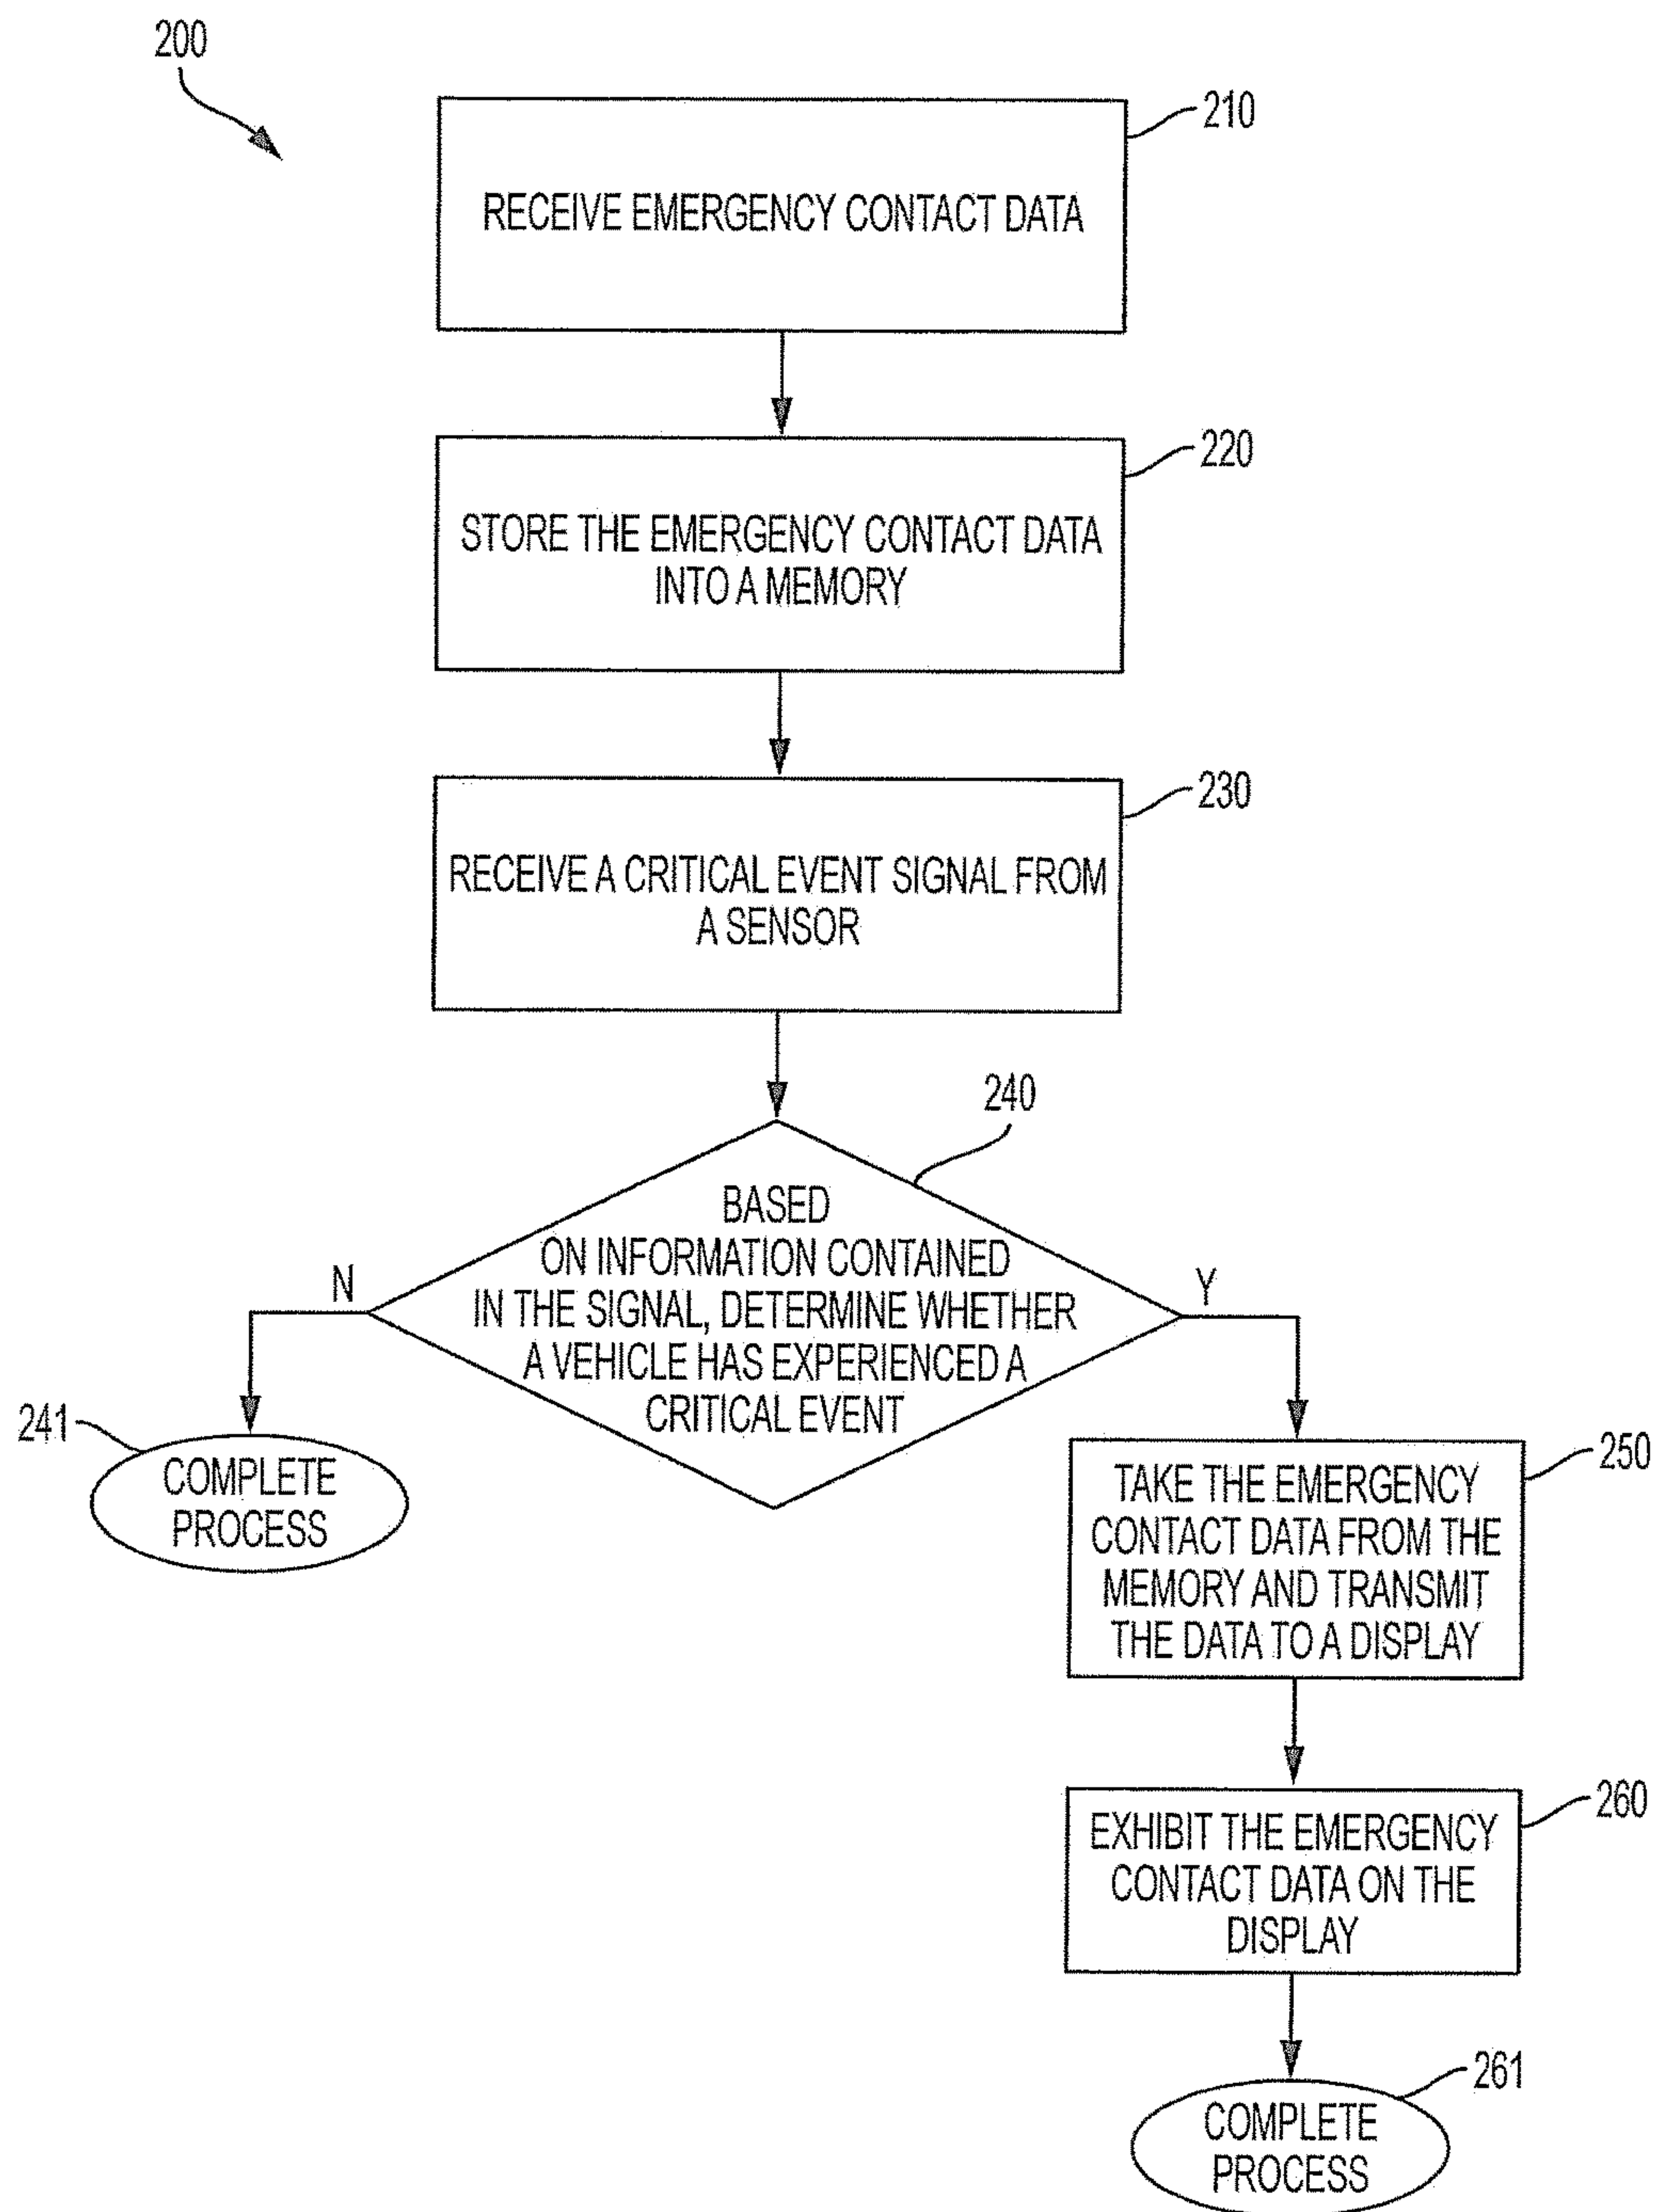 200
210
RECEIVE EMERGENCY CONTACT DATA
220
STORE THE EMERGENCY CONTACT DATA
INTO A MEMORY
230
RECEIVE A CRITICAL EVENT SIGNAL FROM
A SENSOR
240
BASED
ON INFORMATION CONTAINED
IN THE SIGNAL, DETERMINE WHETHER
A VEHICLE HAS EXPERIENCED A
CRITICAL EVENT
N
Y
241
COMPLETE
PROCESS
250
TAKE THE EMERGENCY
CONTACT DATA FROM THE
MEMORY AND TRANSMIT
THE DATA TO A DISPLAY
260
EXHIBIT THE EMERGENCY
CONTACT DATA ON THE
DISPLAY
261
COMPLETE
PROCESS